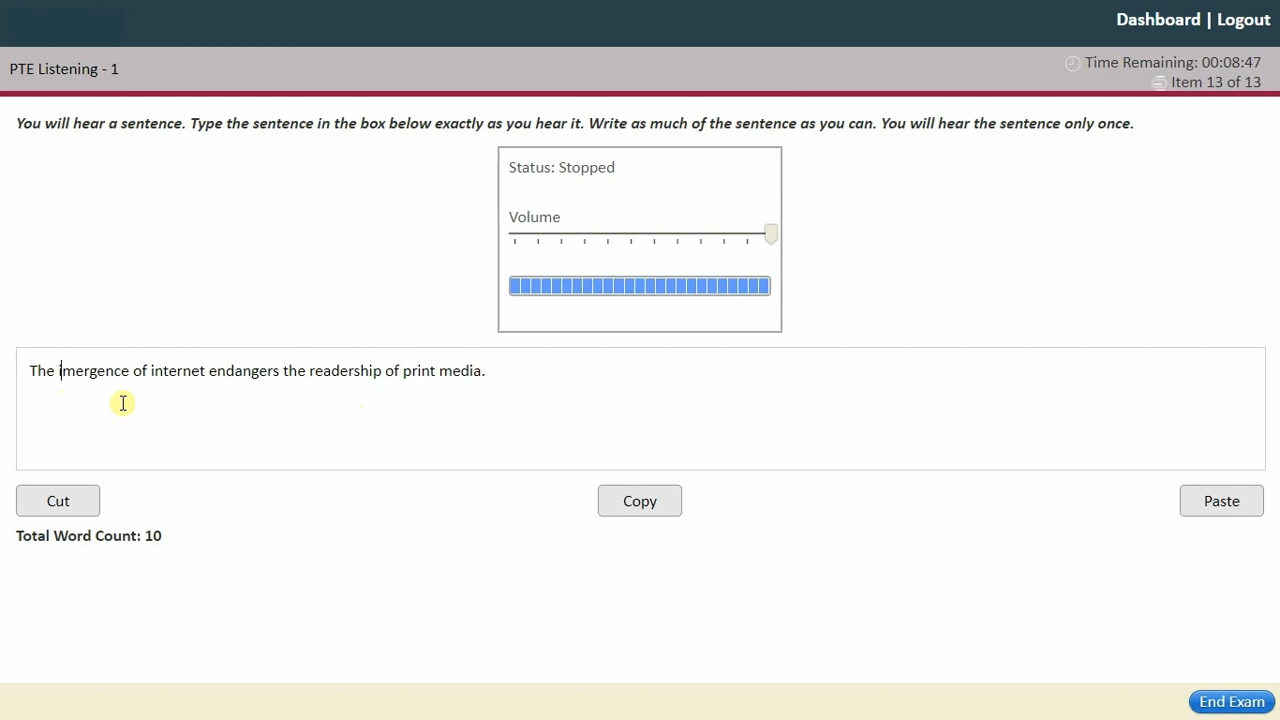 Dashboard | Logout
PTE Listening - 1
Time Remaining: 00:08:47
Item 13 of 13
You will hear a sentence. Type the sentence in the box below exactly as you hear it. Write as much of the sentence as you can. You will hear the sentence only once.
Status: Stopped
Volume
The imergence of internet endangers the readership of print media.
Cut
Copy
Paste
Total Word Count: 10
End Exam